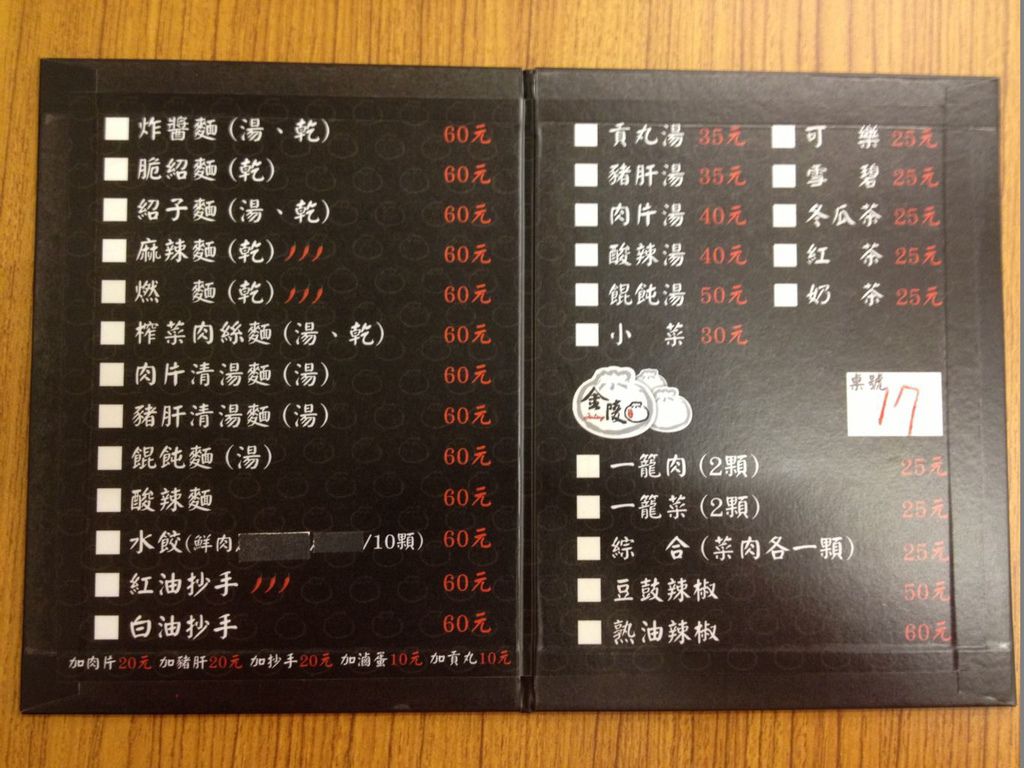 炸醬麵(湯、乾) 60元
脆紹麵(乾) 60元
紹子麵(湯、乾) 60元
麻辣麵(乾) 60元
燃 麵(乾) 60元
榨菜肉絲麵(湯、乾) 60元
肉片清湯麵(湯) 60元
豬肝清湯麵(湯) 60元
餛飩麵(湯) 60元
酸辣麵 60元
水餃(鮮肉 /10顆) 60元
紅油抄手 60元
白油抄手 60元
加肉片20元 加豬肝20元 加抄手20元 加滷蛋10元 加貢丸10元
貢丸湯 35元
豬肝湯 35元
肉片湯 40元
酸辣湯 40元
餛飩湯 50元
小 菜 30元
可 樂 25元
雪 碧 25元
冬瓜茶 25元
紅 茶 25元
奶 茶 25元
金陵
桌號
17
一籠肉(2顆) 25元
一籠菜(2顆) 25元
綜 合(菜肉各一顆) 25元
豆鼓辣椒 50元
熟油辣椒 60元